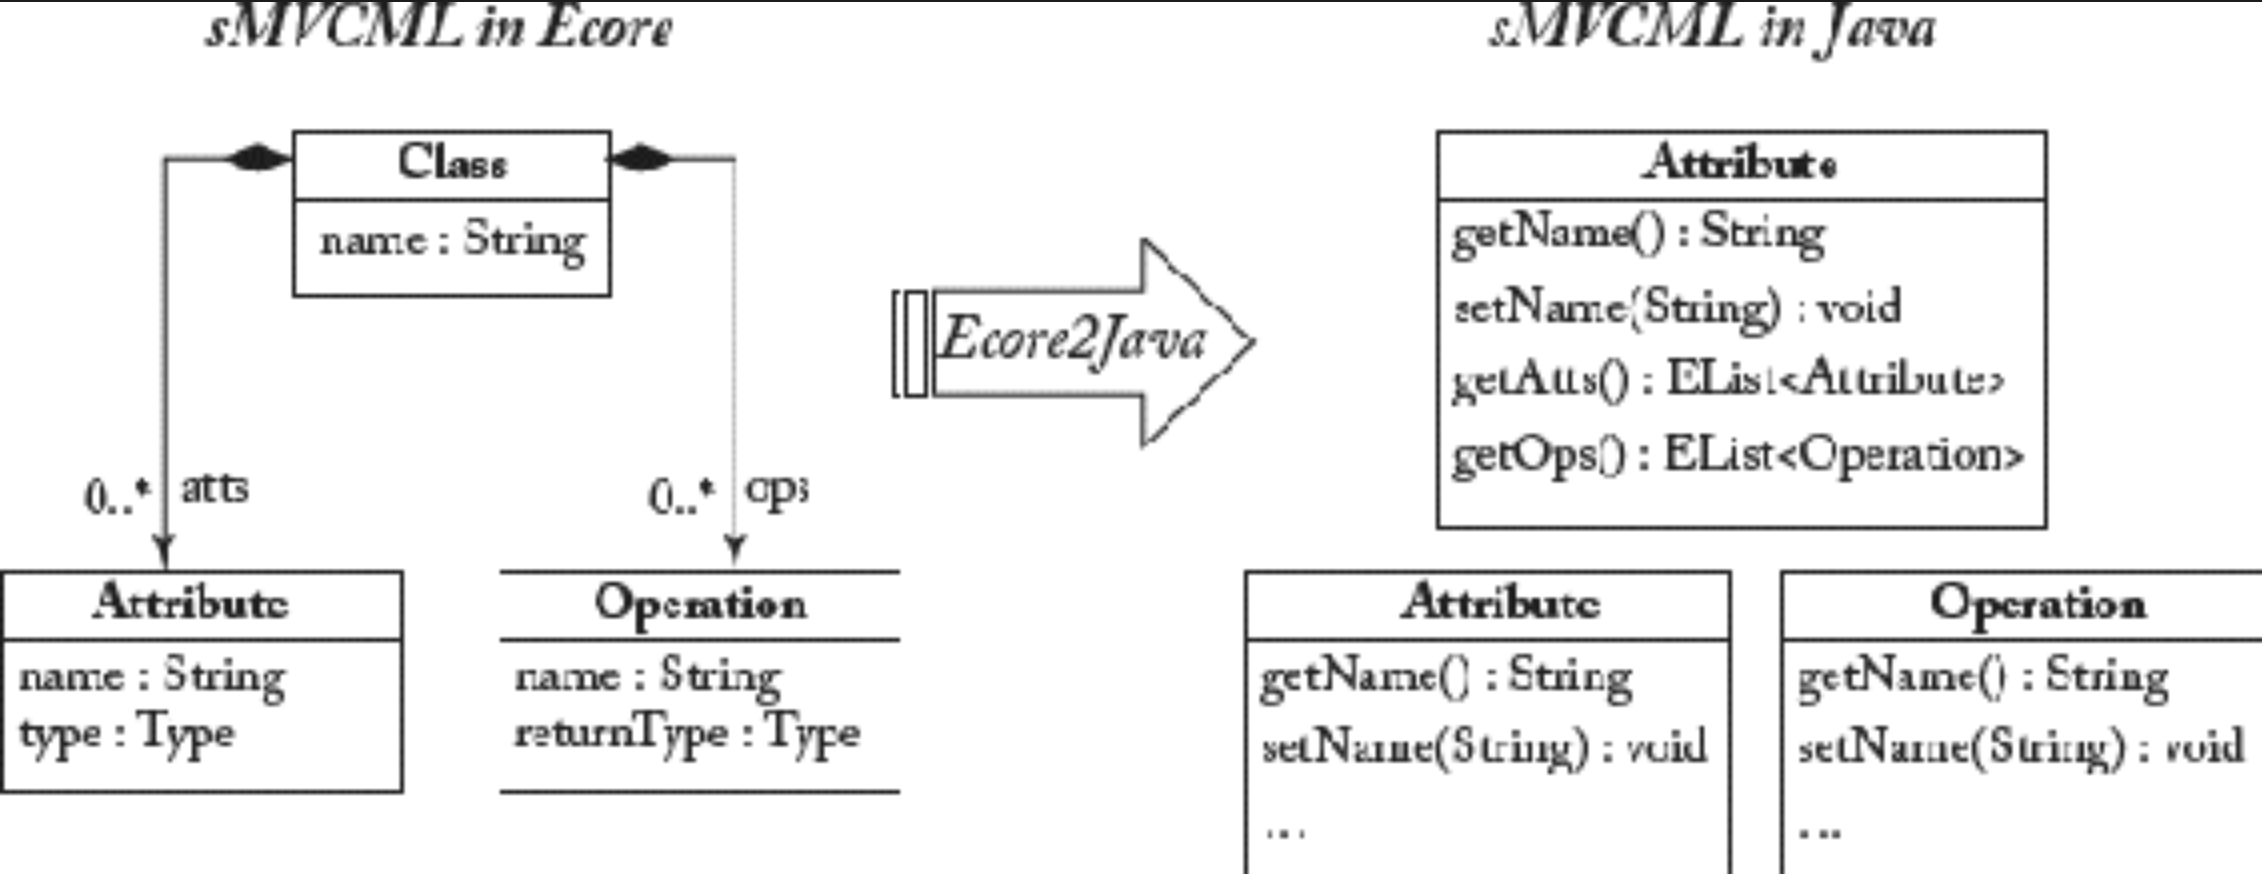 sMVCML in Ecore
sMVCML in Java
Class
name : String
0..* atts
0..* ops
Attribute
name : String
type : Type
Operation
name : String
returnType : Type
Ecore2Java
Attribute
getName() : String
setName(String) : void
getAtts() : EList<Attribute>
getOps() : EList<Operation>
Attribute
getName() : String
setName(String) : void
...
Operation
getName() : String
setName(String) : void
...